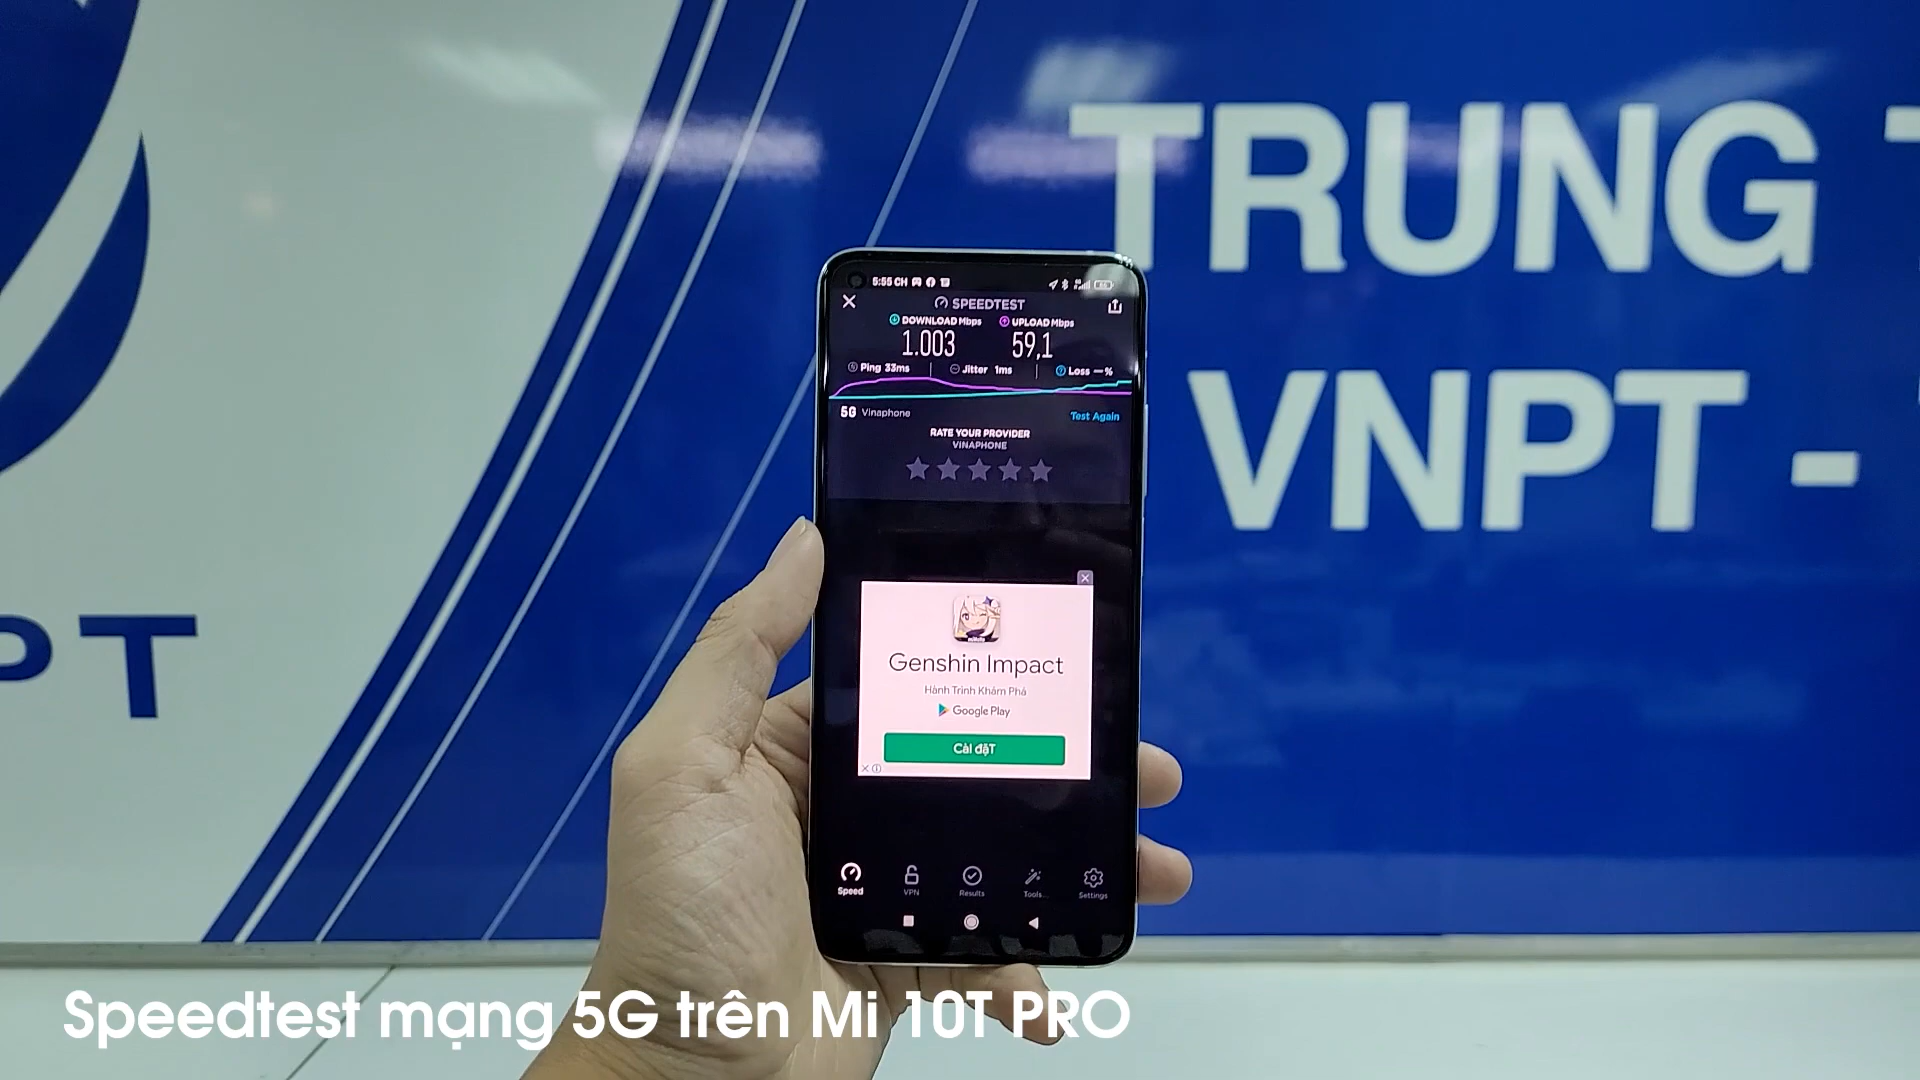 TRUNG T
VNPT -
PT
5:55 CH
SPEEDTEST
DOWNLOAD Mbps UPLOAD Mbps
1.003 59,1
Ping 33ms Jitter 1ms Loss — %
5G Vinaphone Test Again
RATE YOUR PROVIDER
VINAPHONE
Genshin Impact
Hành Trình Khám Phá
Google Play
Cài đặT
Speed VPN Results Tools... Settings
Speedtest mạng 5G trên Mi 10T PRO